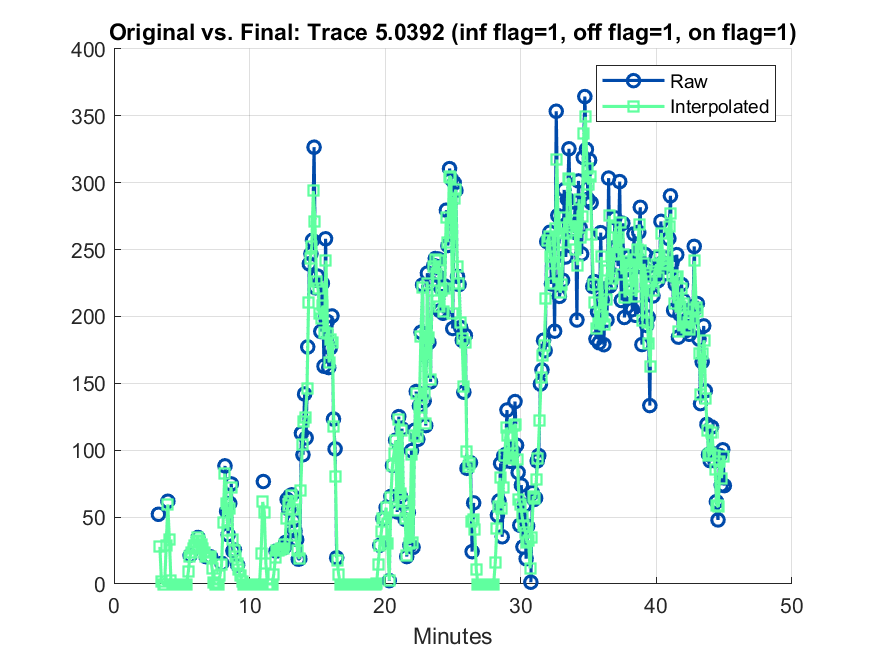 Original vs. Final: Trace 5.0392 (inf flag=1, off flag=1, on flag=1)
400
350
300
250
200
150
100
50
0
Raw
Interpolated
0 10 20 30 40 50
Minutes